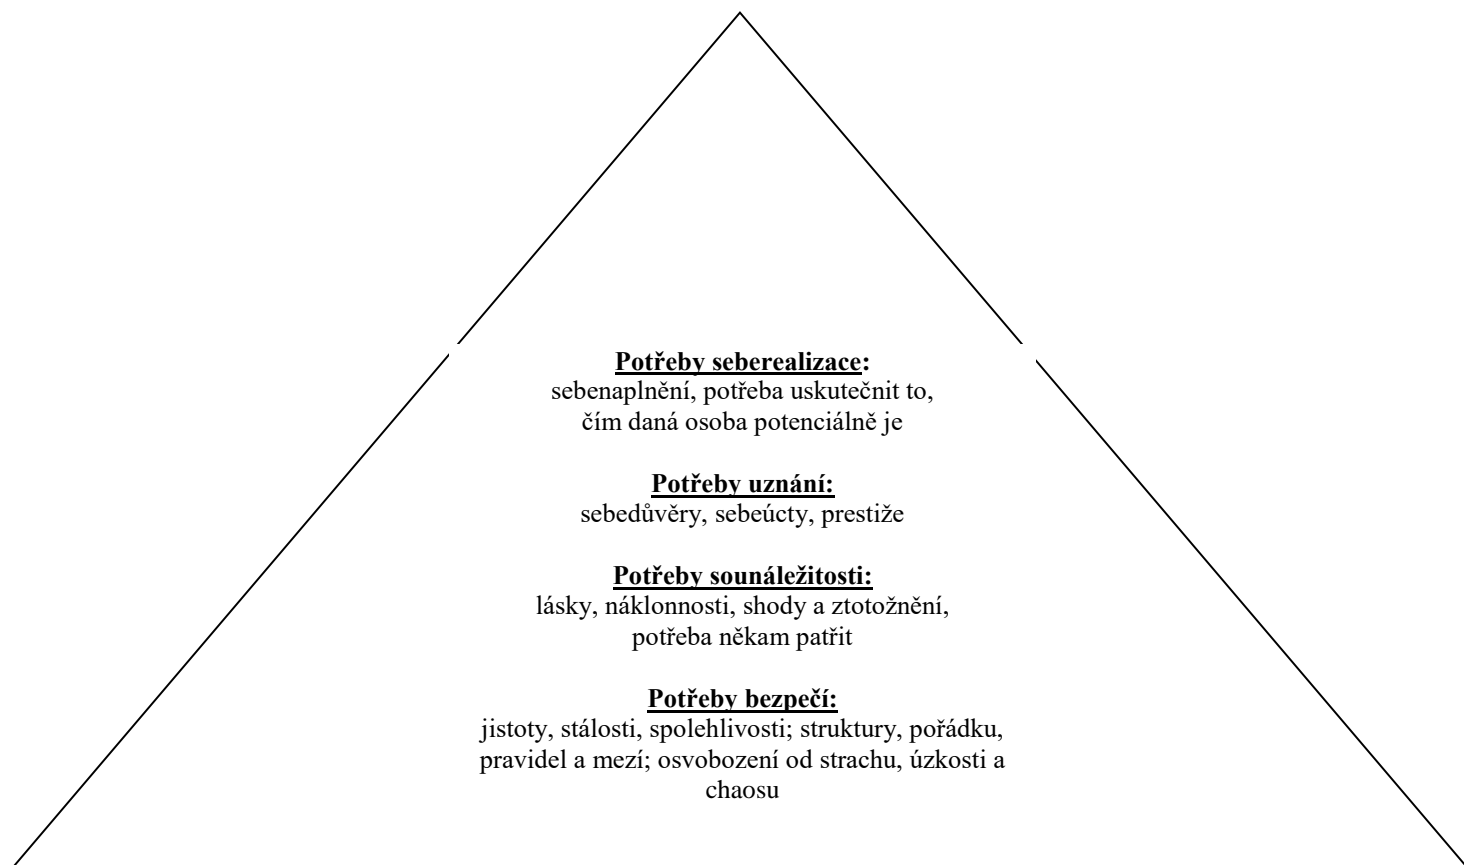 Potřeby seberealizace:
sebenaplnění, potřeba uskutečnit to,
čím daná osoba potenciálně je
Potřeby uznání:
sebedůvěry, sebeúcty, prestiže
Potřeby sounáležitosti:
lásky, náklonnosti, shody a ztotožnění,
potřeba někam patřit
Potřeby bezpečí:
jistoty, stálosti, spolehlivosti; struktury, pořádku,
pravidel a mezí; osvobození od strachu, úzkosti a
chaosu